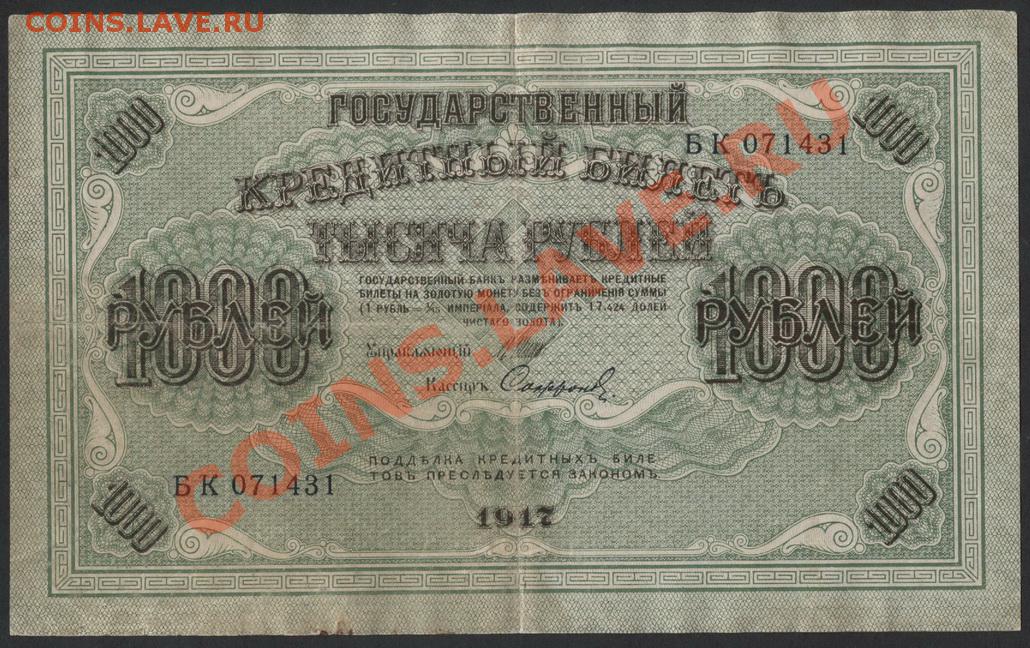 COINS.LAVE.RU
1000
1000
ГОСУДАРСТВЕННЫЙ
БК 071431
КРЕДИТНЫЙ БИЛЕТЪ
ТЫСЯЧА РУБЛЕЙ
ГОСУДАРСТВЕННЫЙ БАНКЪ РАЗМѢНИВАЕТЪ КРЕДИТНЫЕ
БИЛЕТЫ НА ЗОЛОТУЮ МОНЕТУ БЕЗЪ ОГРАНИЧЕНІЯ СУММЫ
(1 РУБЛЬ = 1/15 ИМПЕРІАЛА, СОДЕРЖИТЪ 17.424 ДОЛЕЙ
ЧИСТАГО ЗОЛОТА).
1000
РУБЛЕЙ
1000
РУБЛЕЙ
Управляющій
Кассиръ Софронов
COINS.LAVE.RU
ПОДДѢЛКА КРЕДИТНЫХЪ БИЛЕ
ТОВЪ ПРЕСЛѢДУЕТСЯ ЗАКОНОМЪ.
БК 071431
1917
1000
1000